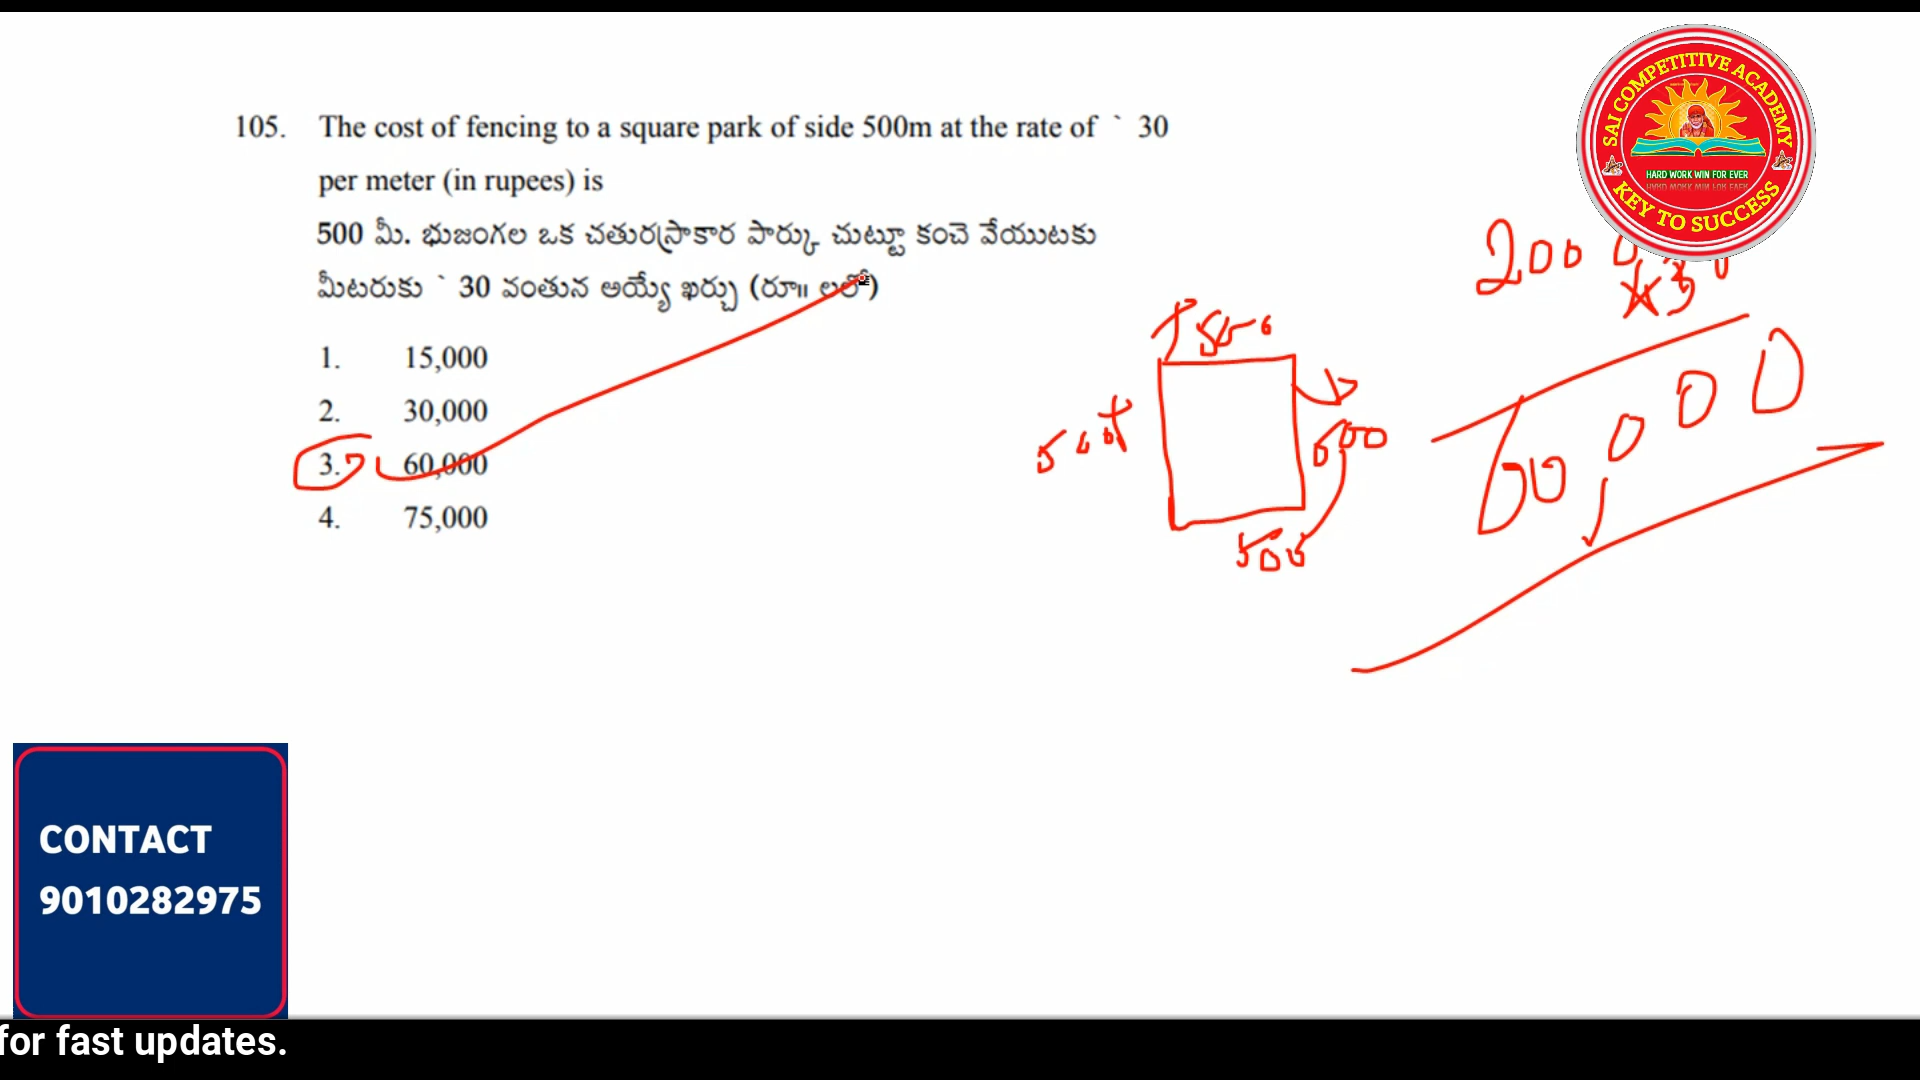 105. The cost of fencing to a square park of side 500m at the rate of ` 30
per meter (in rupees) is
500 మీ. భుజంగల ఒక చతురస్రాకార పార్కు చుట్టూ కంచె వేయుటకు
మీటరుకు ` 30 వంతున అయ్యే ఖర్చు (రూ॥ లలో)
1. 15,000
2. 30,000
3. 60,000
4. 75,000
SAI COMPETITIVE ACADEMY
HARD WORK WIN FOR EVER
KEY TO SUCCESS
2000
x30
60,000
500
500
500
500
CONTACT
9010282975
for fast updates.